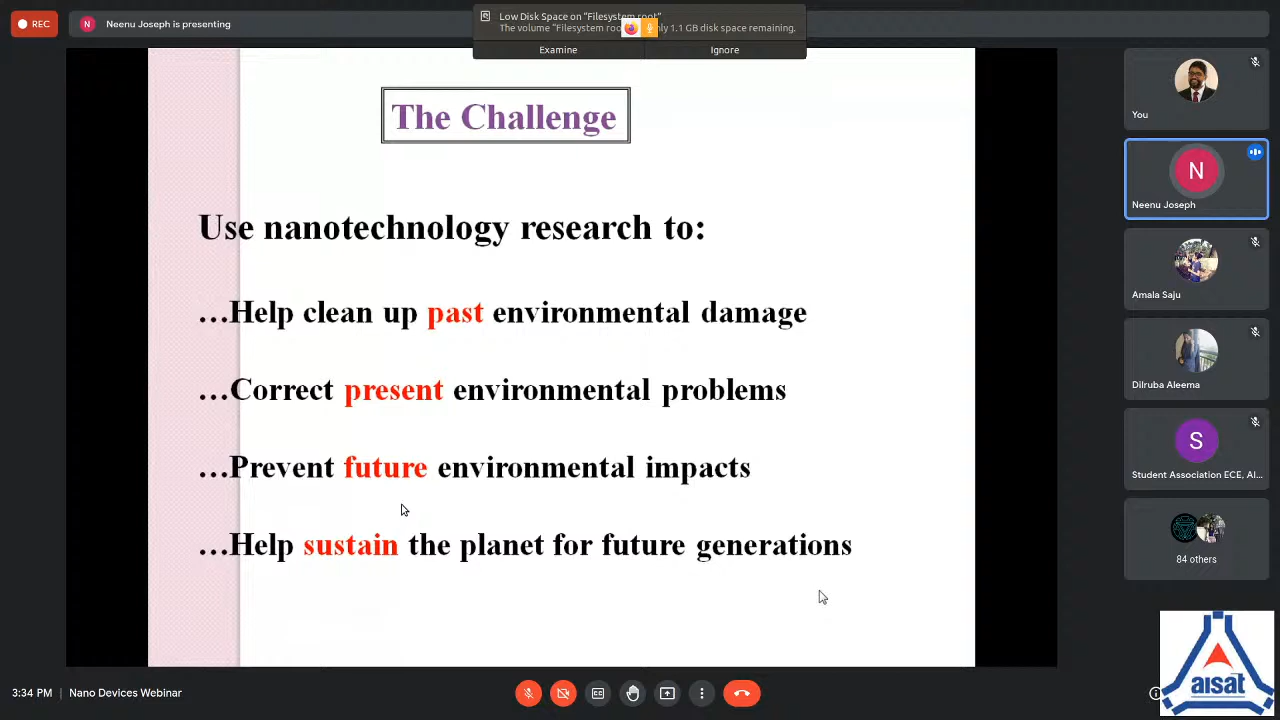 REC
N
Neenu Joseph is presenting
Low Disk Space on “Filesystem root”
The volume “Filesystem nly 1.1 GB disk space remaining.
Examine
Ignore
The Challenge
Use nanotechnology research to:
…Help clean up past environmental damage
…Correct present environmental problems
…Prevent future environmental impacts
…Help sustain the planet for future generations
You
N
Neenu Joseph
Amala Saju
Dilruba Aleema
S
Student Association ECE, AI...
84 others
3:34 PM | Nano Devices Webinar
CC
aisat